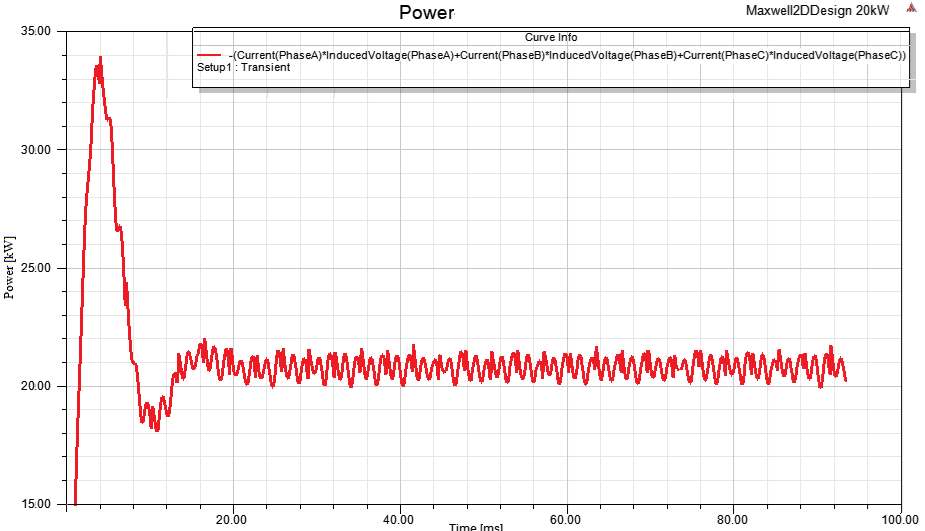 Power
Maxwell2DDesign 20kW
Curve Info
-(Current(PhaseA)*InducedVoltage(PhaseA)+Current(PhaseB)*InducedVoltage(PhaseB)+Current(PhaseC)*InducedVoltage(PhaseC))
Setup1 : Transient
35.00
30.00
25.00
20.00
15.00
Power [kW]
20.00
40.00
60.00
80.00
100.00
Time [ms]